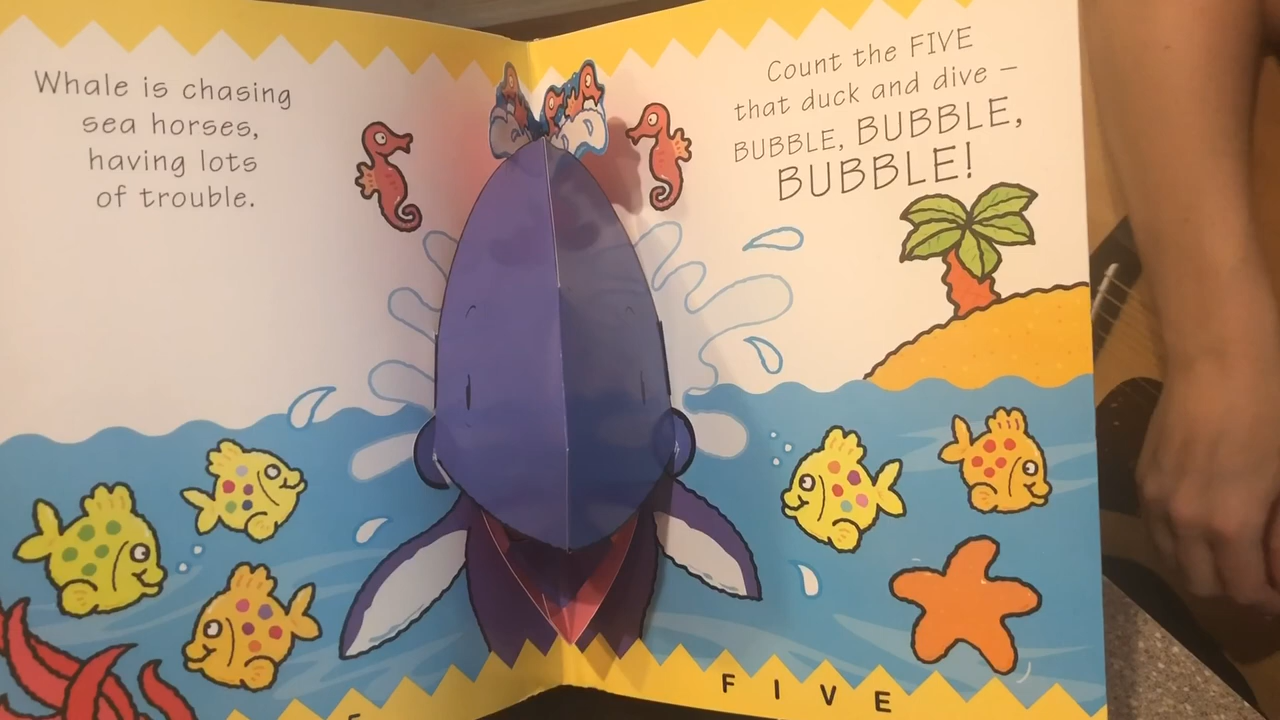 Whale is chasing
sea horses,
having lots
of trouble.
Count the FIVE
that duck and dive –
BUBBLE, BUBBLE,
BUBBLE!
FIVE